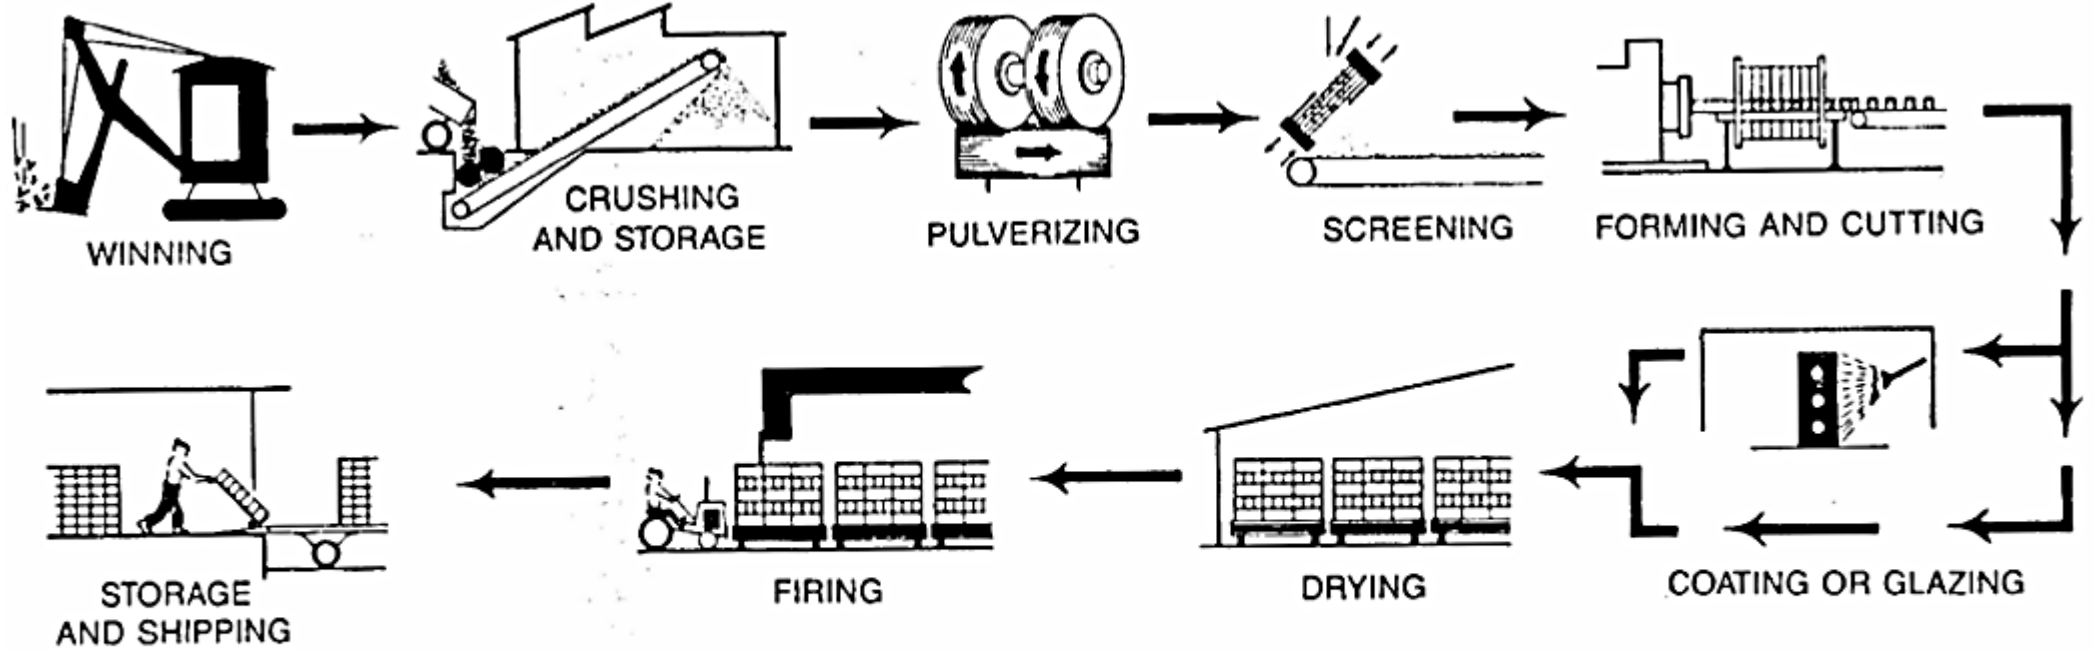 WINNING
CRUSHING
AND STORAGE
PULVERIZING
SCREENING
FORMING AND CUTTING
COATING OR GLAZING
DRYING
FIRING
STORAGE
AND SHIPPING